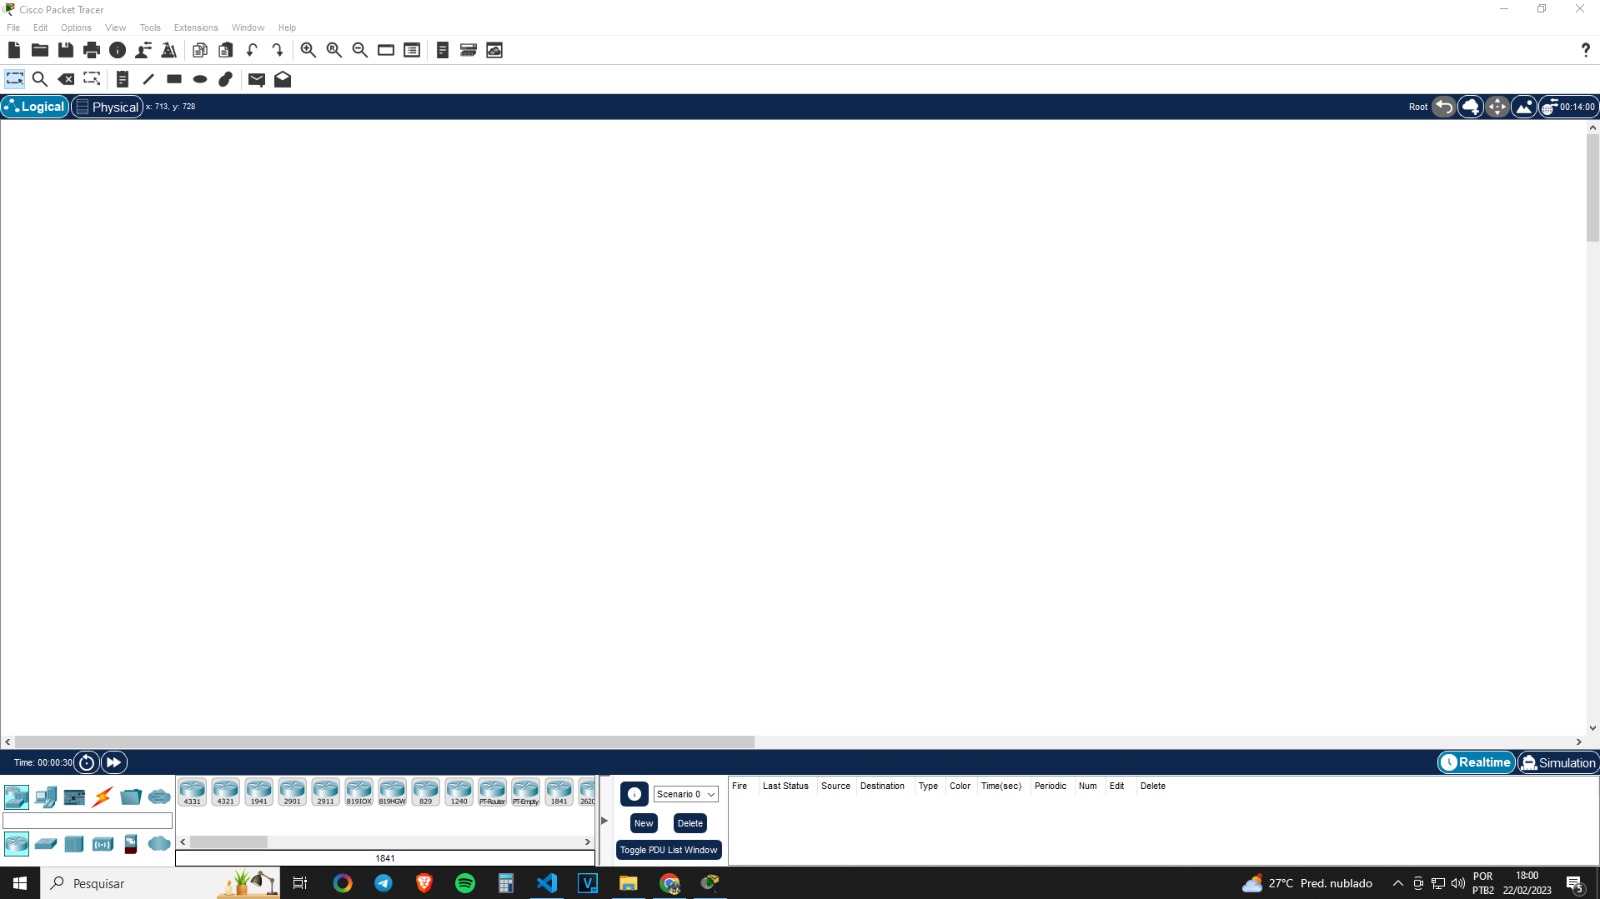 Cisco Packet Tracer
File Edit Options View Tools Extensions Window Help
?
Logical Physical x: 713, y: 728 Root 00:14:00
Time: 00:00:30 Realtime Simulation
4331 4321 1941 2901 2911 819IOX 819HGW 829 1240 PT-Router PT-Empty 1841 2620
1841
Scenario 0
New Delete
Toggle PDU List Window
Fire Last Status Source Destination Type Color Time(sec) Periodic Num Edit Delete
Pesquisar
27°C Pred. nublado
POR
PTB2
18:00
22/02/2023
5